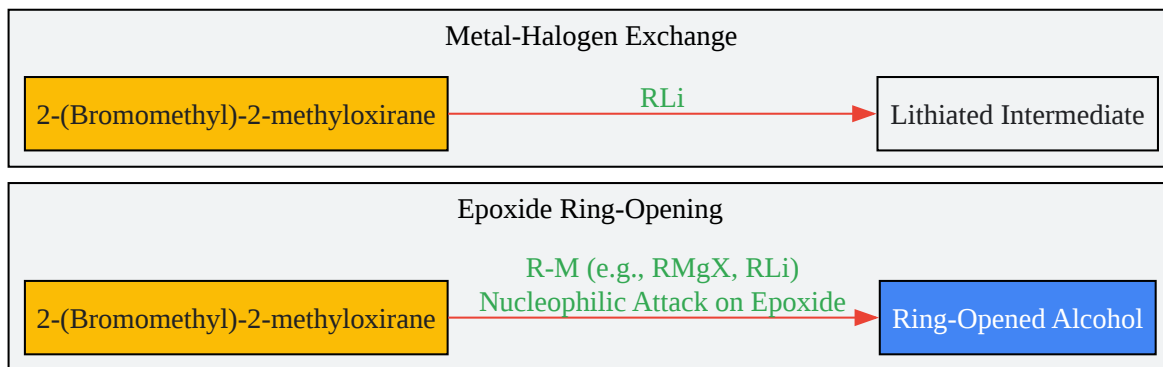 Metal-Halogen Exchange
2-(Bromomethyl)-2-methyloxirane
RLi
Lithiated Intermediate
Epoxide Ring-Opening
2-(Bromomethyl)-2-methyloxirane
R-M (e.g., RMgX, RLi)
Nucleophilic Attack on Epoxide
Ring-Opened Alcohol